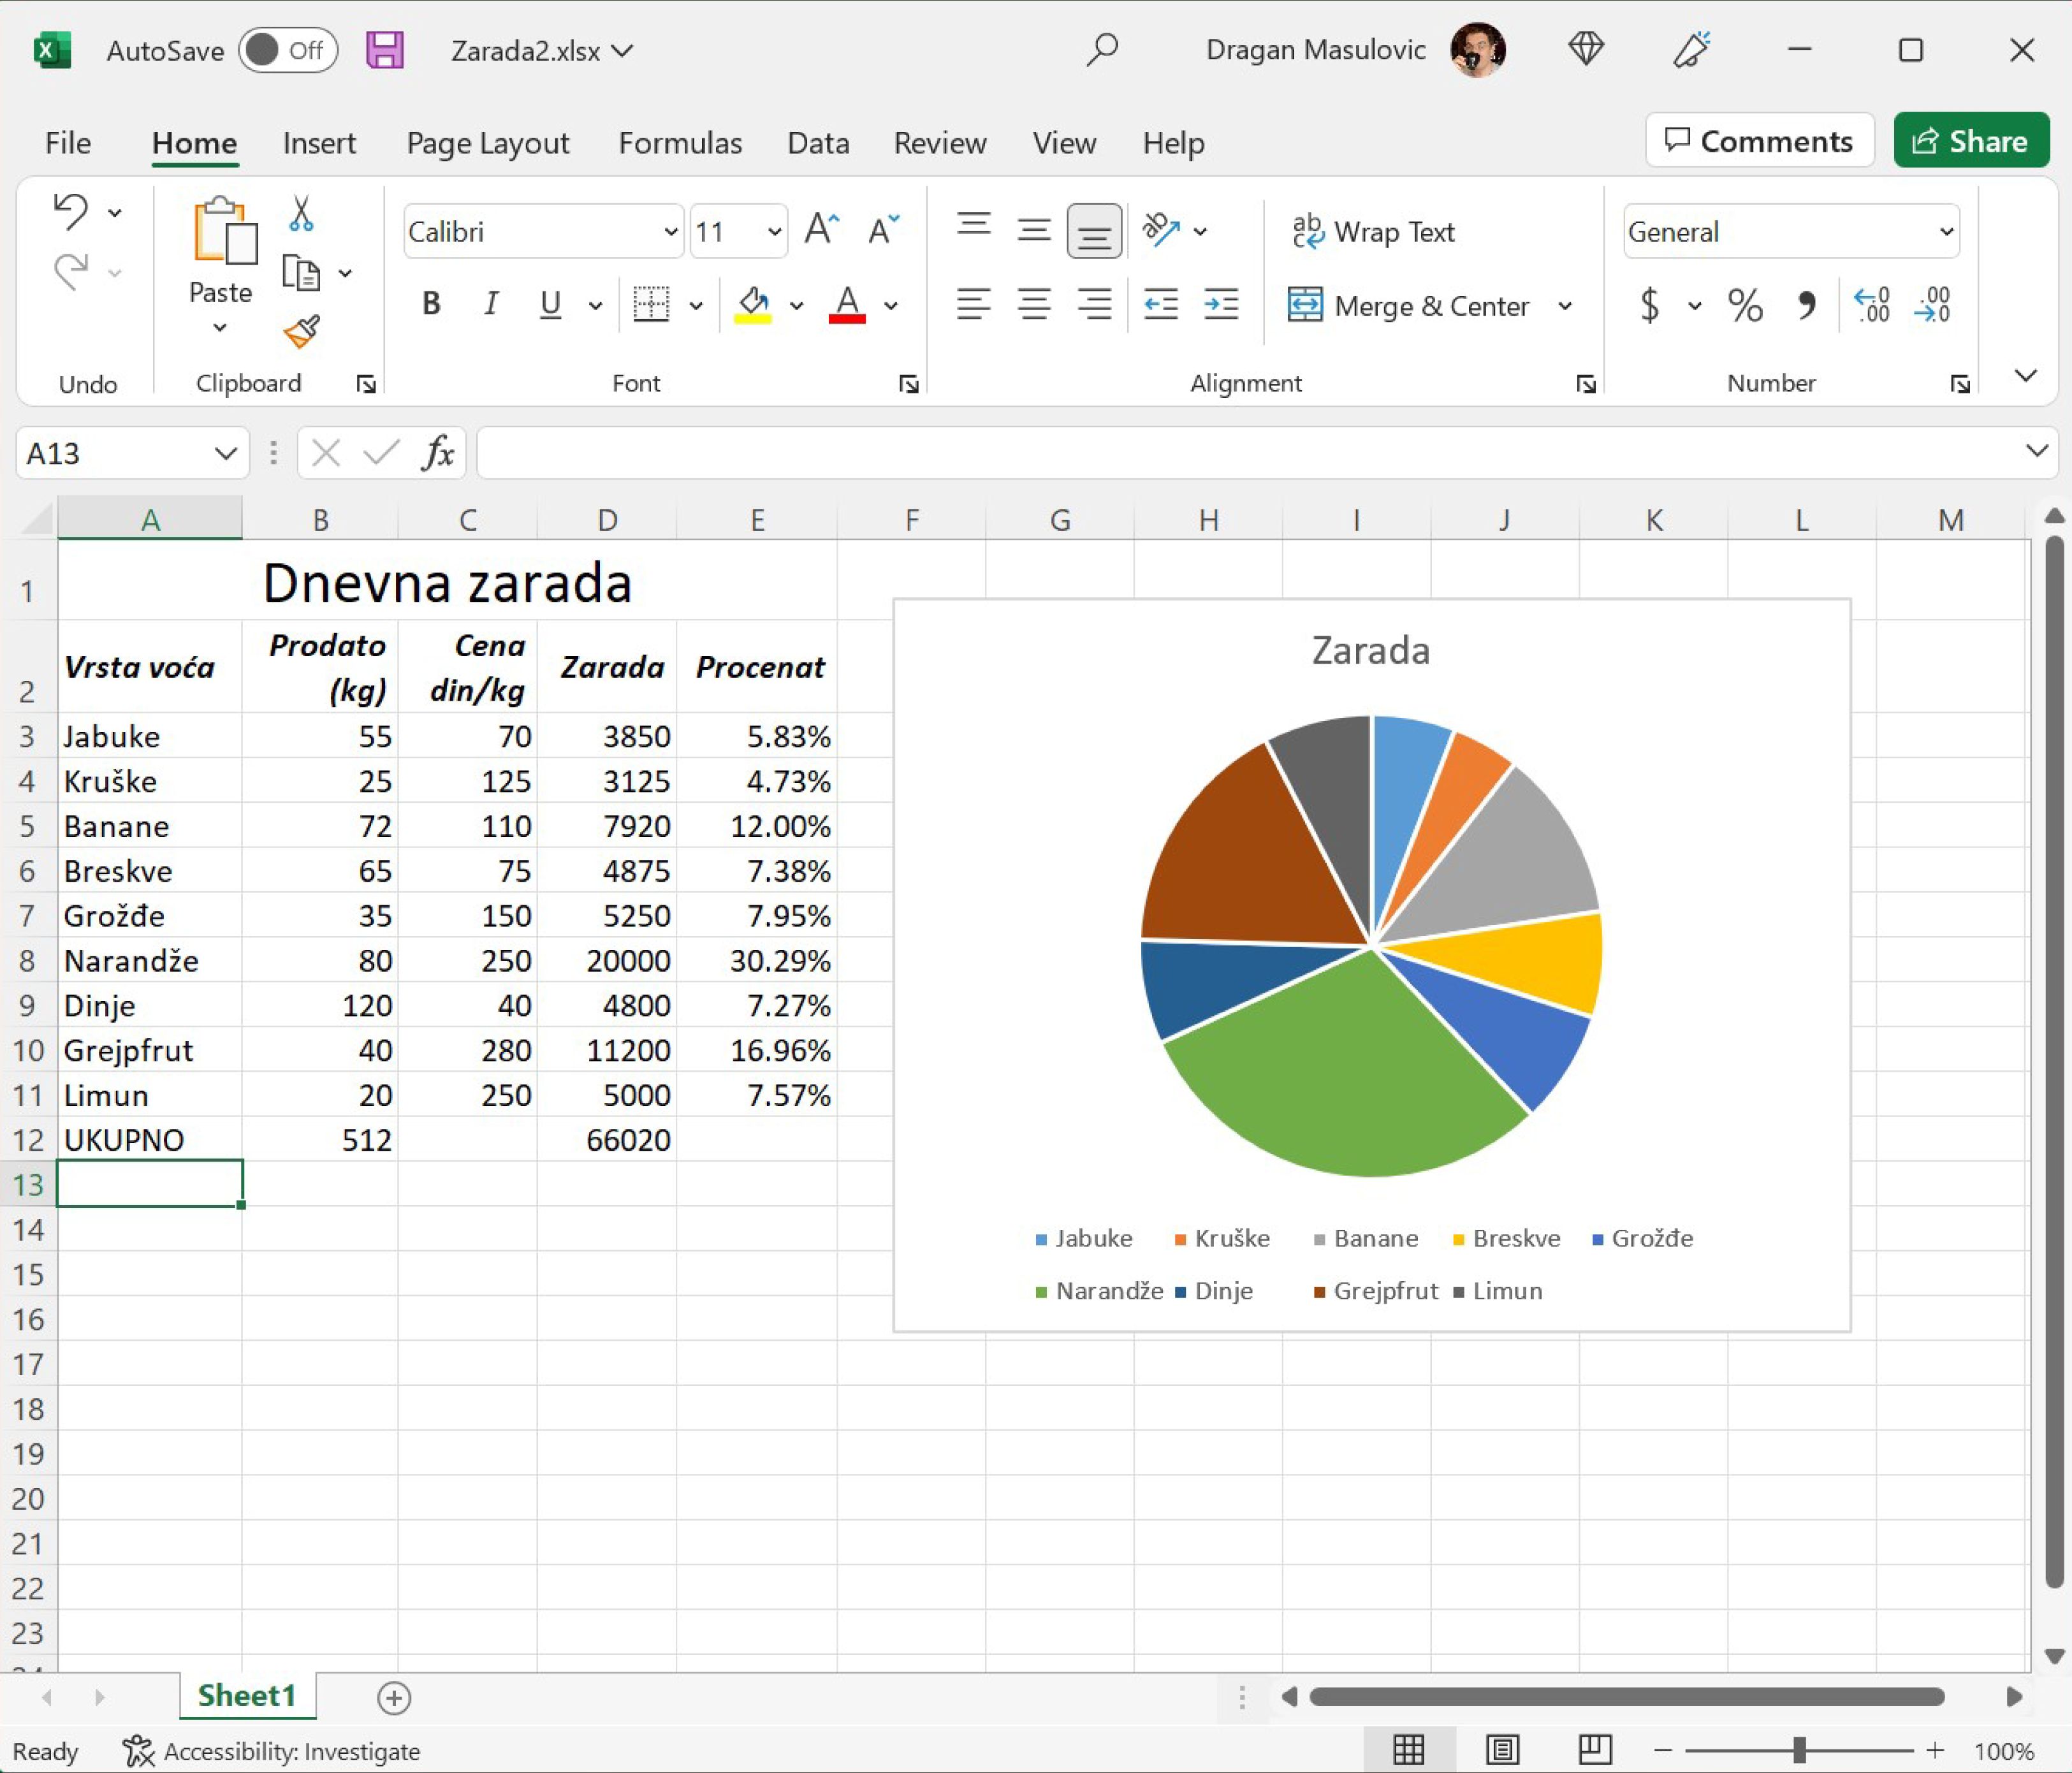 AutoSave Off Zarada2.xlsx Dragan Masulovic
File Home Insert Page Layout Formulas Data Review View Help Comments Share
Calibri 11 Wrap Text General
Paste B I U A Merge & Center $ % .00
Undo Clipboard Font Alignment Number
A13 fx
A B C D E F G H I J K L M
1 Dnevna zarada
2 Vrsta voća Prodato (kg) Cena din/kg Zarada Procenat
3 Jabuke 55 70 3850 5.83%
4 Kruške 25 125 3125 4.73%
5 Banane 72 110 7920 12.00%
6 Breskve 65 75 4875 7.38%
7 Grožđe 35 150 5250 7.95%
8 Narandže 80 250 20000 30.29%
9 Dinje 120 40 4800 7.27%
10 Grejpfrut 40 280 11200 16.96%
11 Limun 20 250 5000 7.57%
12 UKUPNO 512 66020
13
14
15
16
17
18
19
20
21
22
23
Zarada
Jabuke Kruške Banane Breskve Grožđe
Narandže Dinje Grejpfrut Limun
Sheet1
Ready Accessibility: Investigate 100%